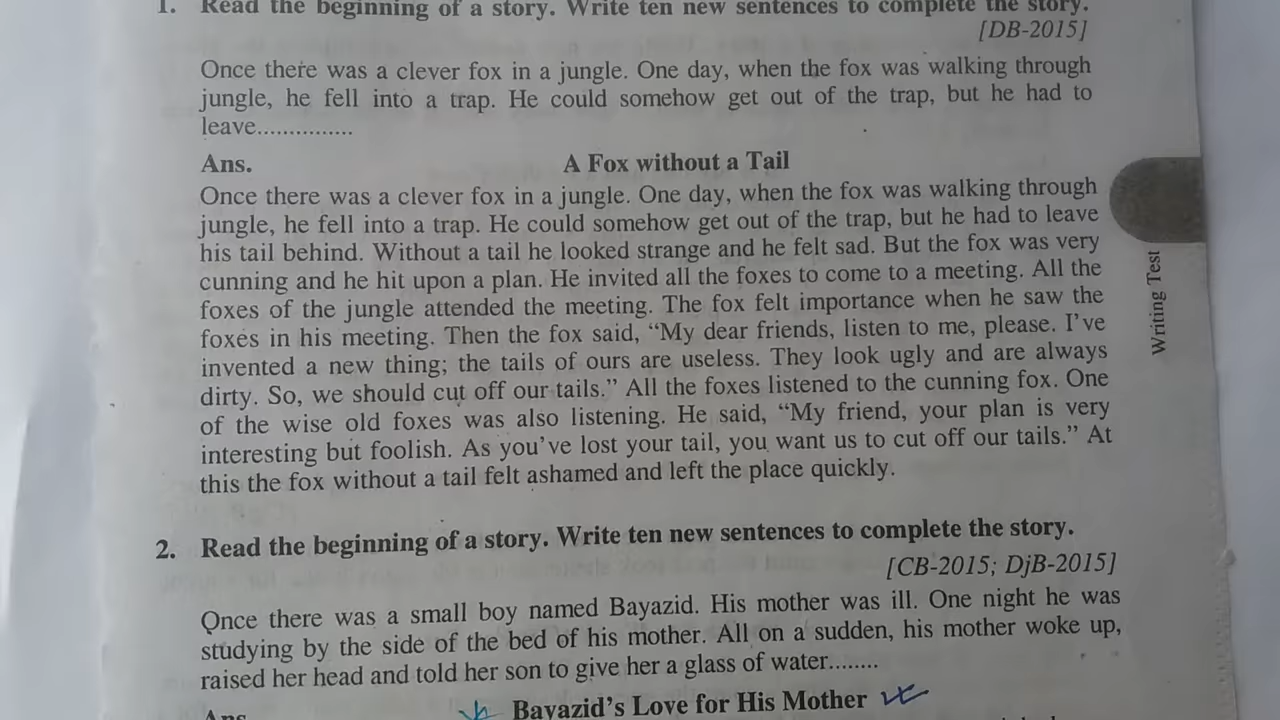 1. Read the beginning of a story. Write ten new sentences to complete the story.
[DB-2015]
Once there was a clever fox in a jungle. One day, when the fox was walking through
jungle, he fell into a trap. He could somehow get out of the trap, but he had to
leave...............
Ans. A Fox without a Tail
Once there was a clever fox in a jungle. One day, when the fox was walking through
jungle, he fell into a trap. He could somehow get out of the trap, but he had to leave
his tail behind. Without a tail he looked strange and he felt sad. But the fox was very
cunning and he hit upon a plan. He invited all the foxes to come to a meeting. All the
foxes of the jungle attended the meeting. The fox felt importance when he saw the
foxes in his meeting. Then the fox said, “My dear friends, listen to me, please. I’ve
invented a new thing; the tails of ours are useless. They look ugly and are always
dirty. So, we should cut off our tails.” All the foxes listened to the cunning fox. One
of the wise old foxes was also listening. He said, “My friend, your plan is very
interesting but foolish. As you’ve lost your tail, you want us to cut off our tails.” At
this the fox without a tail felt ashamed and left the place quickly.
Writing Test
2. Read the beginning of a story. Write ten new sentences to complete the story.
[CB-2015; DjB-2015]
Once there was a small boy named Bayazid. His mother was ill. One night he was
studying by the side of the bed of his mother. All on a sudden, his mother woke up,
raised her head and told her son to give her a glass of water........
Ans. Bayazid’s Love for His Mother